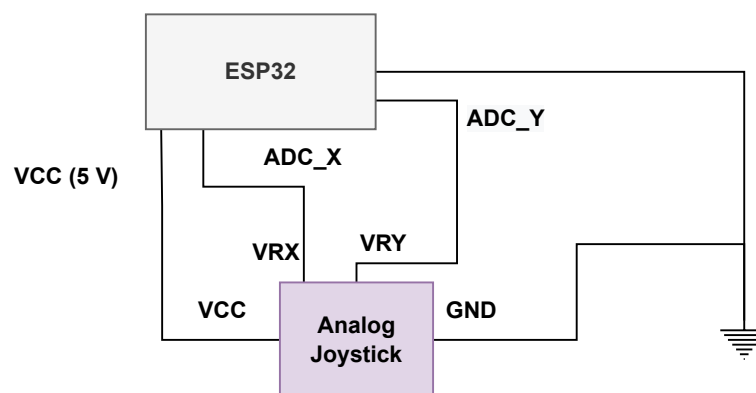 ESP32
ADC_Y
ADC_X
VCC (5 V)
VRX
VRY
VCC
GND
Analog
Joystick